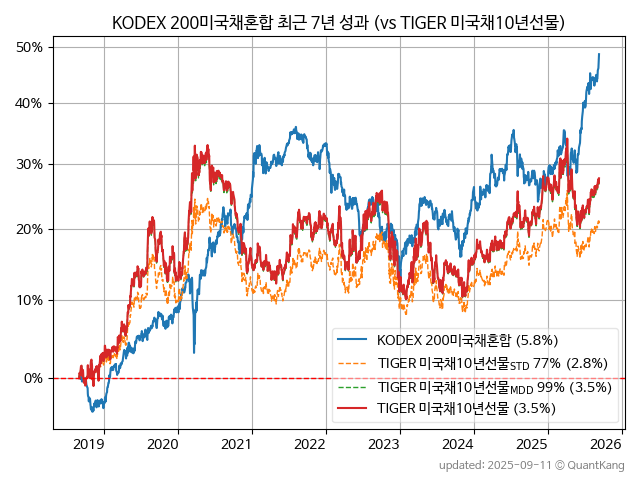 KODEX 200미국채혼합 최근 7년 성과 (vs TIGER 미국채10년선물)
50%
40%
30%
20%
10%
0%
KODEX 200미국채혼합 (5.8%)
TIGER 미국채10년선물STD 77% (2.8%)
TIGER 미국채10년선물MDD 99% (3.5%)
TIGER 미국채10년선물 (3.5%)
2019 2020 2021 2022 2023 2024 2025 2026
updated: 2025-09-11 © QuantKang